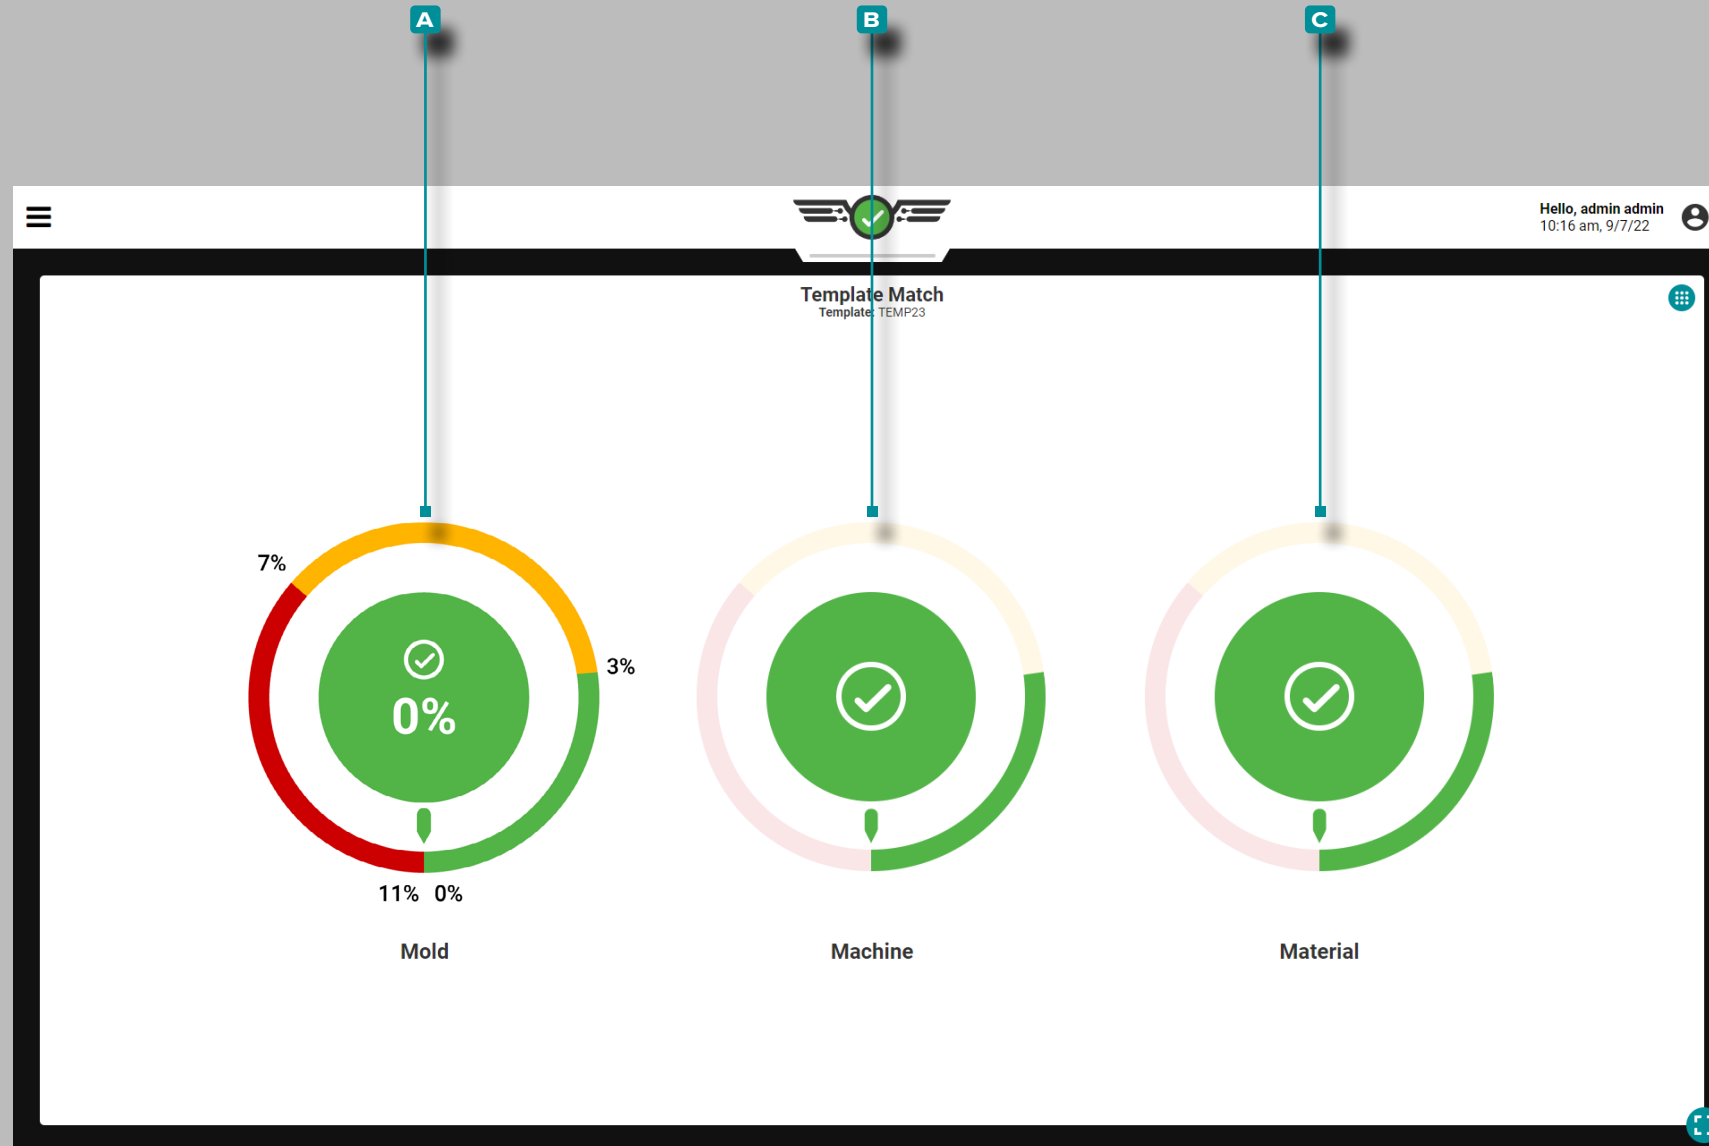 A
B
C
Hello, admin admin
10:16 am, 9/7/22
Template Match
Template: TEMP23
7%
3%
0%
11% 0%
Mold
Machine
Material